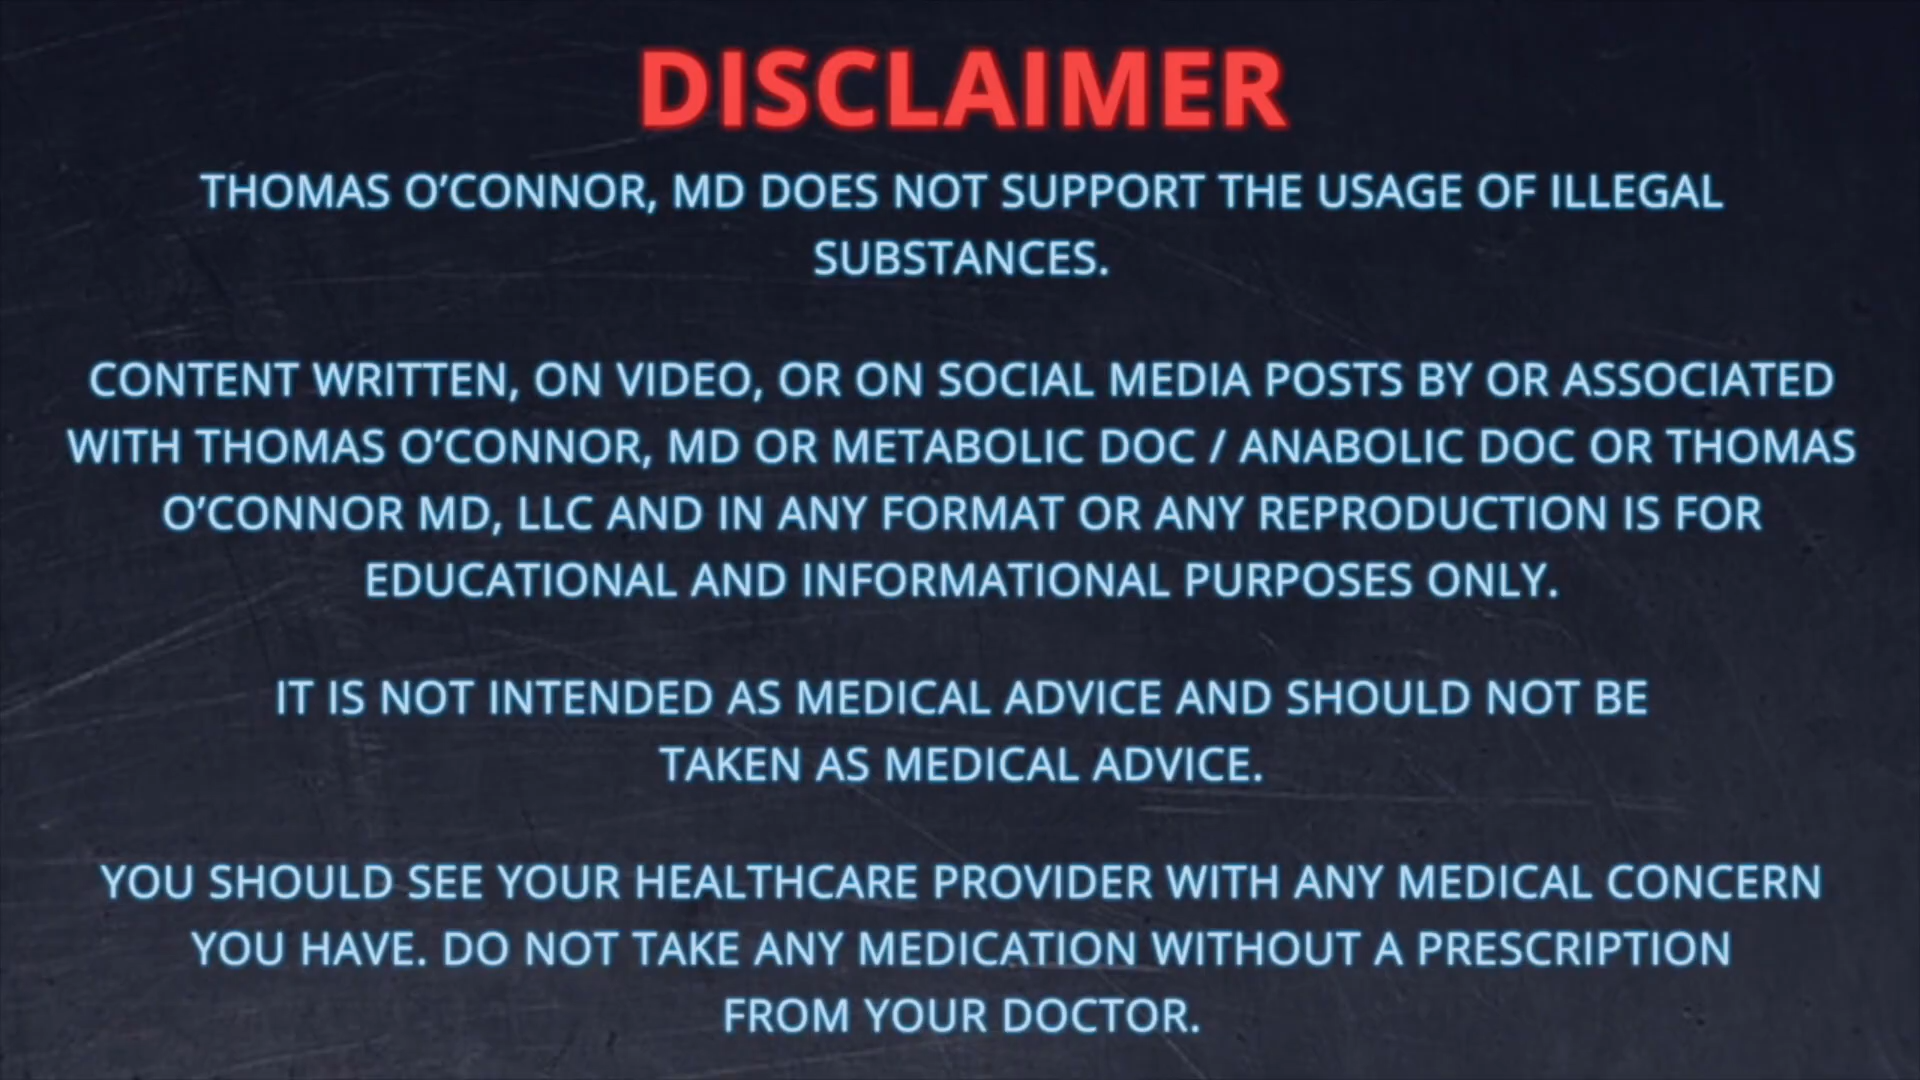 DISCLAIMER
THOMAS O’CONNOR, MD DOES NOT SUPPORT THE USAGE OF ILLEGAL
SUBSTANCES.
CONTENT WRITTEN, ON VIDEO, OR ON SOCIAL MEDIA POSTS BY OR ASSOCIATED
WITH THOMAS O’CONNOR, MD OR METABOLIC DOC / ANABOLIC DOC OR THOMAS
O’CONNOR MD, LLC AND IN ANY FORMAT OR ANY REPRODUCTION IS FOR
EDUCATIONAL AND INFORMATIONAL PURPOSES ONLY.
IT IS NOT INTENDED AS MEDICAL ADVICE AND SHOULD NOT BE
TAKEN AS MEDICAL ADVICE.
YOU SHOULD SEE YOUR HEALTHCARE PROVIDER WITH ANY MEDICAL CONCERN
YOU HAVE. DO NOT TAKE ANY MEDICATION WITHOUT A PRESCRIPTION
FROM YOUR DOCTOR.